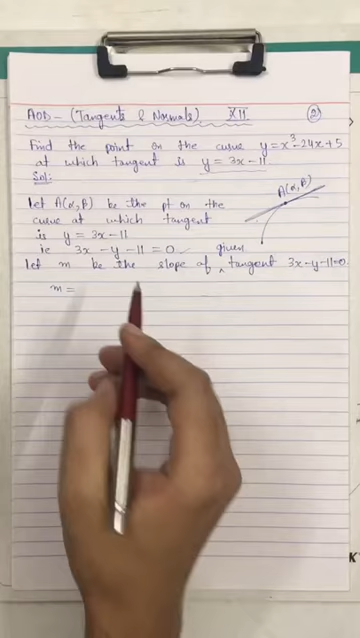 AOD - (Tangents & Normals) XII (2)
Find the point on the curve y = x³ - 24x + 5
at which tangent is y = 3x - 11.
Sol:
A(α, β)
Let A(α, β) be the pt on the
curve at which tangent
is y = 3x - 11
ie 3x - y - 11 = 0 given
Let m be the slope of ^ tangent 3x - y - 11 = 0.
m =